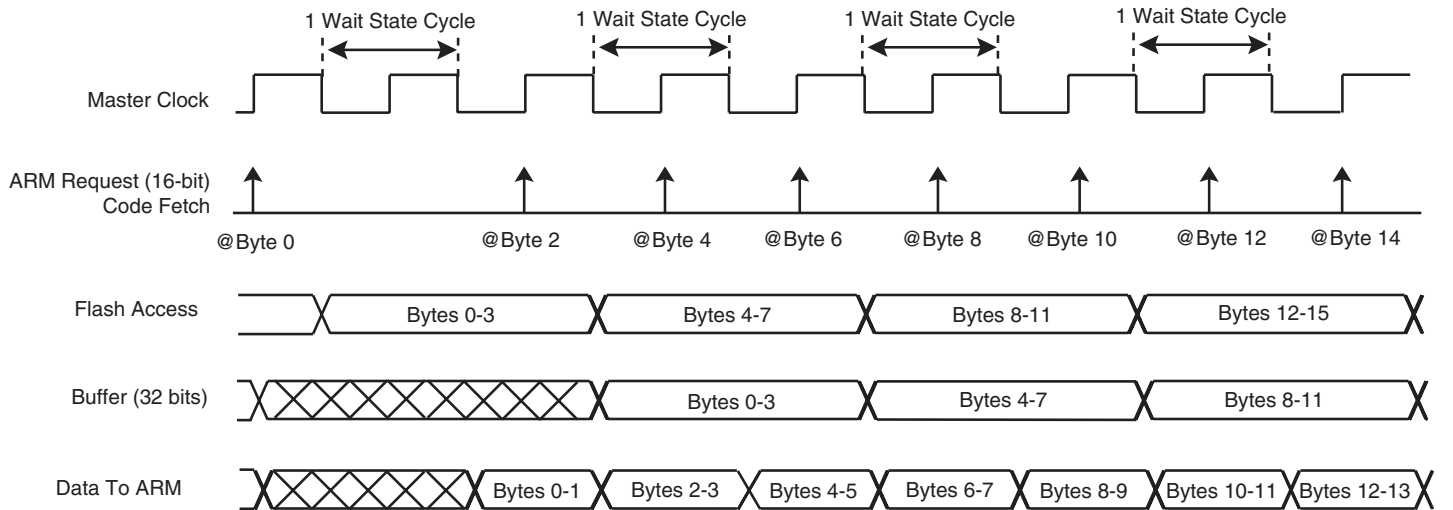 1 Wait State Cycle 1 Wait State Cycle 1 Wait State Cycle 1 Wait State Cycle
Master Clock
ARM Request (16-bit)
Code Fetch
@Byte 0 @Byte 2 @Byte 4 @Byte 6 @Byte 8 @Byte 10 @Byte 12 @Byte 14
Flash Access Bytes 0-3 Bytes 4-7 Bytes 8-11 Bytes 12-15
Buffer (32 bits) Bytes 0-3 Bytes 4-7 Bytes 8-11
Data To ARM Bytes 0-1 Bytes 2-3 Bytes 4-5 Bytes 6-7 Bytes 8-9 Bytes 10-11 Bytes 12-13